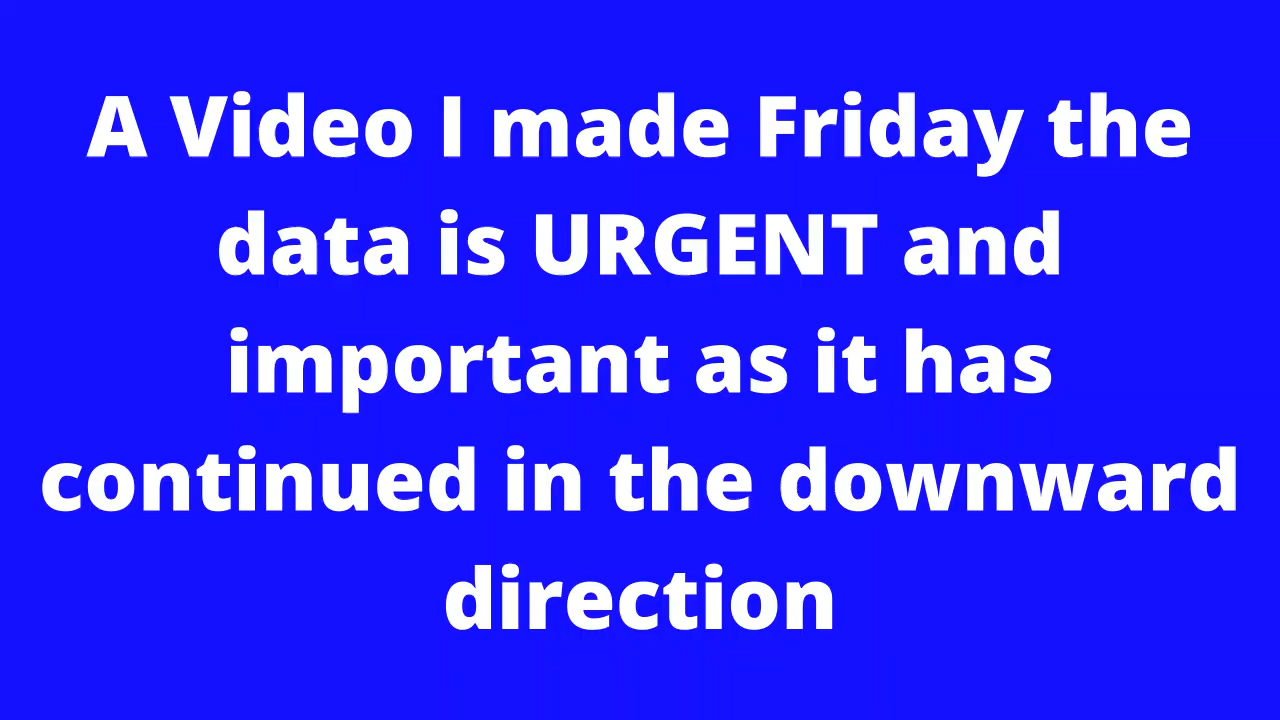 A Video I made Friday the
data is URGENT and
important as it has
continued in the downward
direction